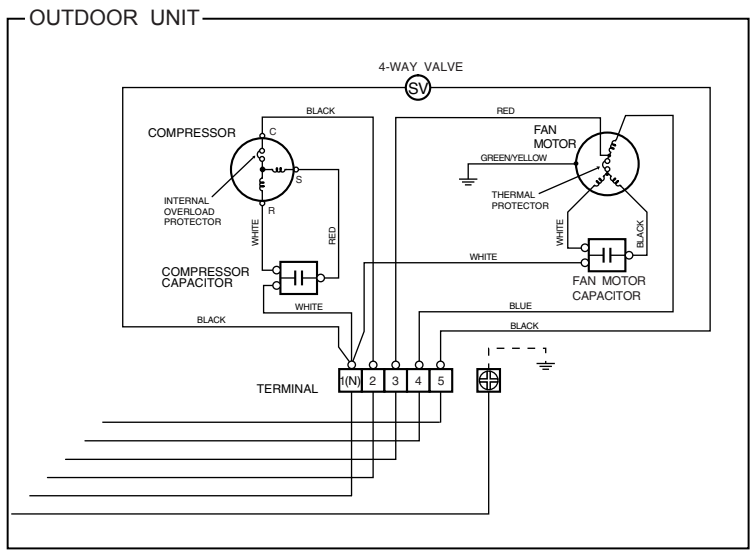 OUTDOOR UNIT
4-WAY VALVE
SV
BLACK
RED
COMPRESSOR
C
FAN
MOTOR
GREEN/YELLOW
S
INTERNAL
OVERLOAD
PROTECTOR
THERMAL
PROTECTOR
R
WHITE
RED
WHITE
BLACK
WHITE
COMPRESSOR
CAPACITOR
FAN MOTOR
CAPACITOR
WHITE
BLUE
BLACK
BLACK
TERMINAL
1(N) 2 3 4 5